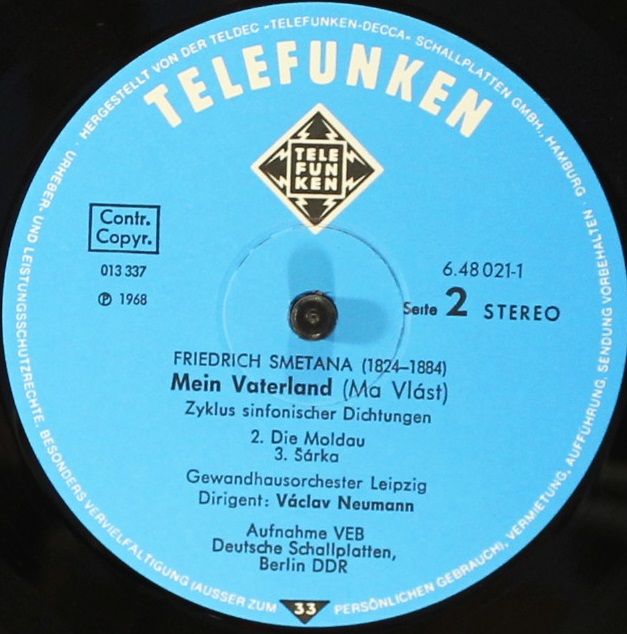 HERGESTELLT VON DER TELDEC »TELEFUNKEN-DECCA« SCHALLPLATTEN GMBH., HAMBURG ·
TELEFUNKEN
TELE
FUN
KEN
Contr.
Copyr.
013 337
℗ 1968
6.48 021-1
Seite 2 STEREO
FRIEDRICH SMETANA (1824–1884)
Mein Vaterland (Ma Vlást)
Zyklus sinfonischer Dichtungen
2. Die Moldau
3. Šárka
Gewandhausorchester Leipzig
Dirigent: Václav Neumann
Aufnahme VEB
Deutsche Schallplatten,
Berlin DDR
33
URHEBER- UND LEISTUNGSSCHUTZRECHTE, BESONDERS VERVIELFÄLTIGUNG (AUSSER ZUM PERSÖNLICHEN GEBRAUCH), VERMIETUNG, AUFFÜHRUNG, SENDUNG VORBEHALTEN